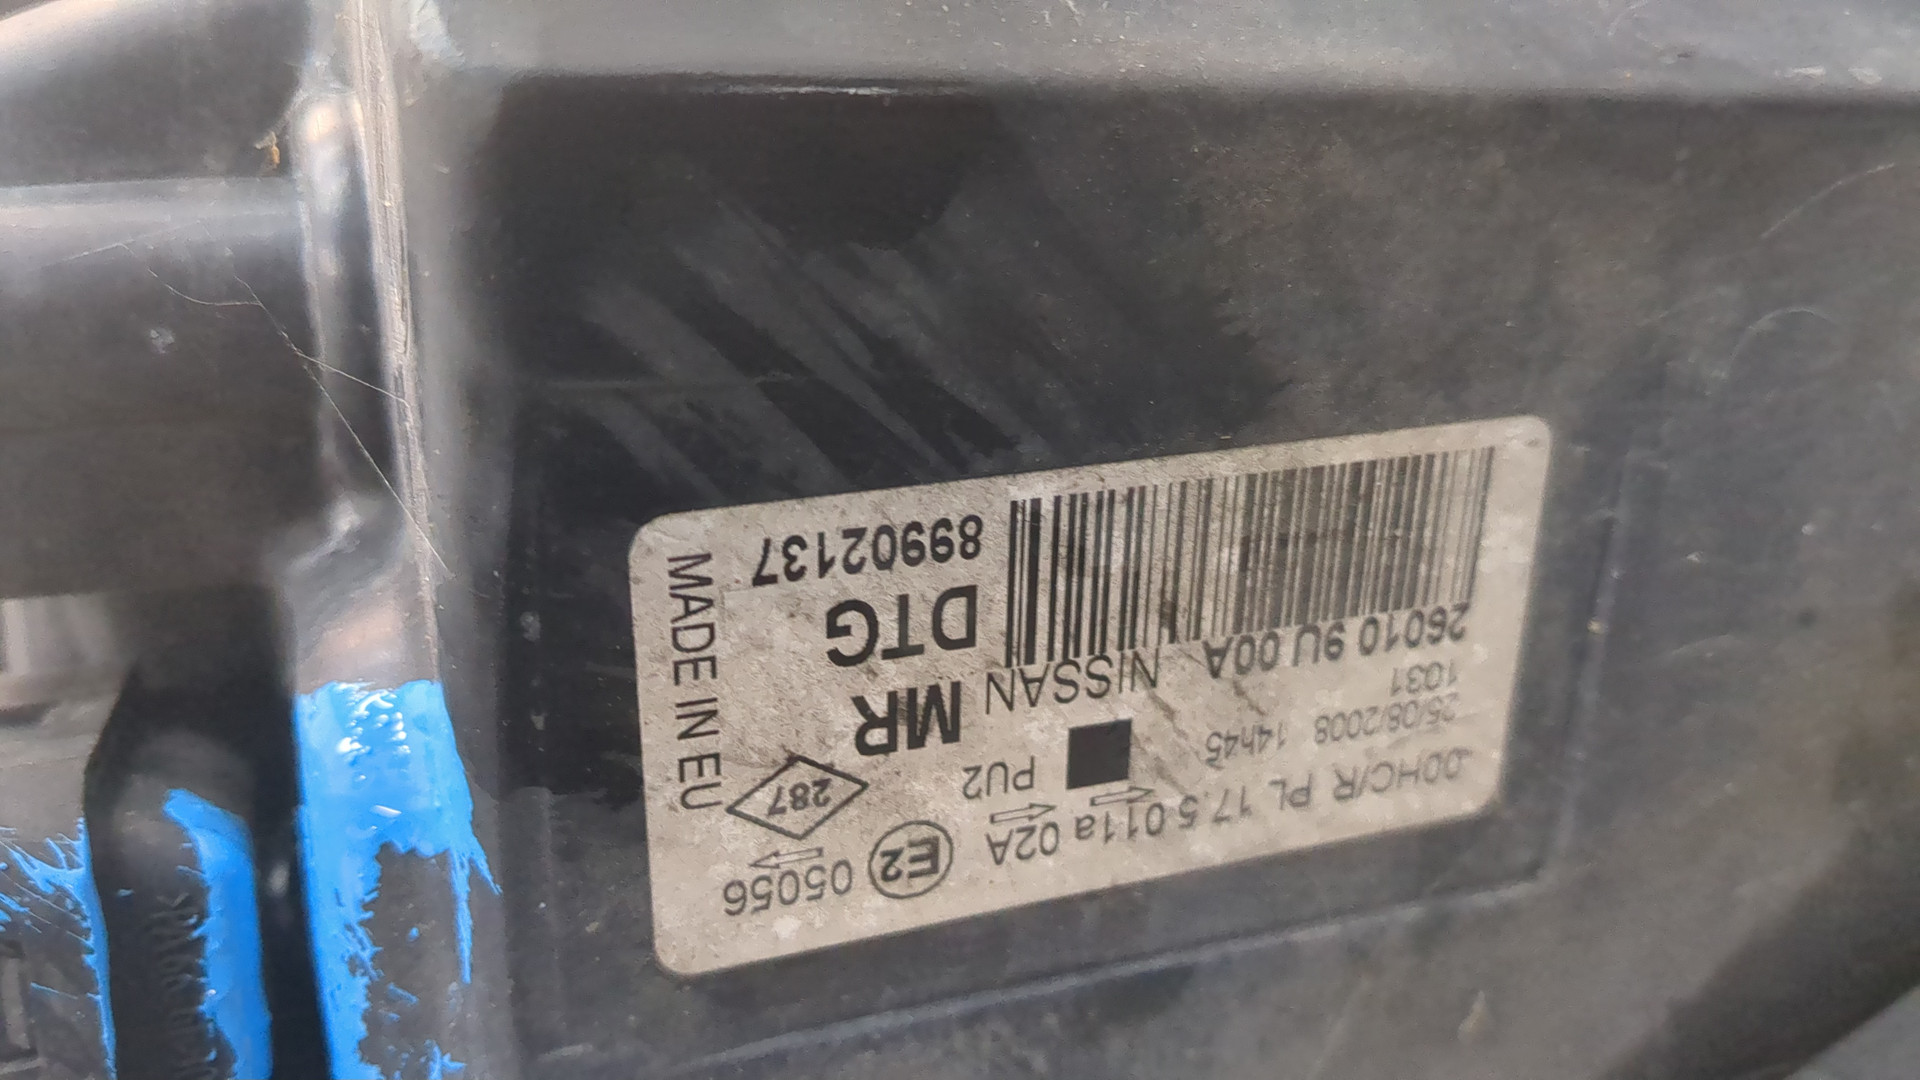 00HC/R PL 17.5 011a 02A E2 05056
25/08/2008 14h45 PU2 287
1031
26010 9U 00A NISSAN MR
DTG
89902137
MADE IN EU